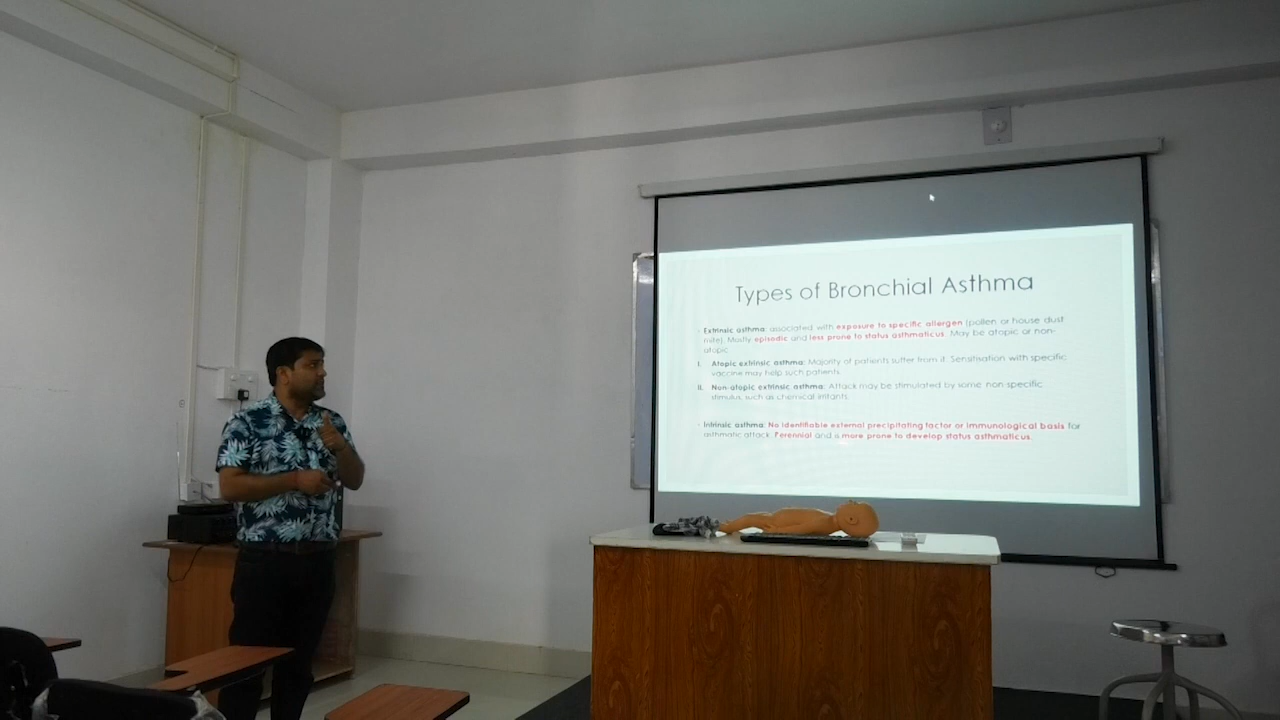 Types of Bronchial Asthma
Extrinsic asthma: associated with exposure to specific allergen (pollen or house dust
mite). Mostly episodic and less prone to status asthmaticus. May be atopic or non-
atopic
I. Atopic extrinsic asthma: Majority of patients suffer from it. Sensitisation with specific
vaccine may help such patients.
II. Non-atopic extrinsic asthma: Attack may be stimulated by some non-specific
stimulus, such as chemical irritants.
Intrinsic asthma: No identifiable external precipitating factor or immunological basis for
asthmatic attack. Perennial and is more prone to develop status asthmaticus.